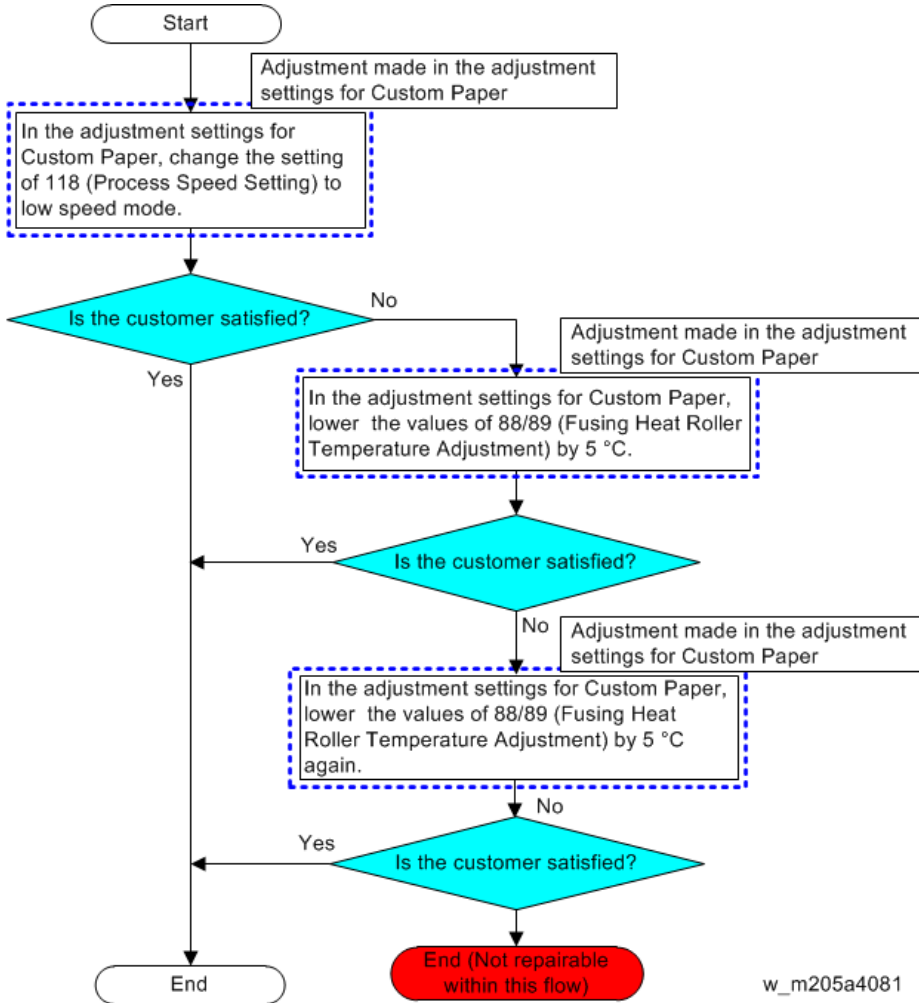 Start
Adjustment made in the adjustment
settings for Custom Paper
In the adjustment settings for
Custom Paper, change the setting
of 118 (Process Speed Setting) to
low speed mode.
Is the customer satisfied?
No
Yes
Adjustment made in the adjustment
settings for Custom Paper
In the adjustment settings for Custom Paper,
lower the values of 88/89 (Fusing Heat Roller
Temperature Adjustment) by 5 °C.
Yes
Is the customer satisfied?
No
Adjustment made in the adjustment
settings for Custom Paper
In the adjustment settings for Custom Paper,
lower the values of 88/89 (Fusing Heat
Roller Temperature Adjustment) by 5 °C
again.
No
Yes
Is the customer satisfied?
End
End (Not repairable
within this flow)
w_m205a4081